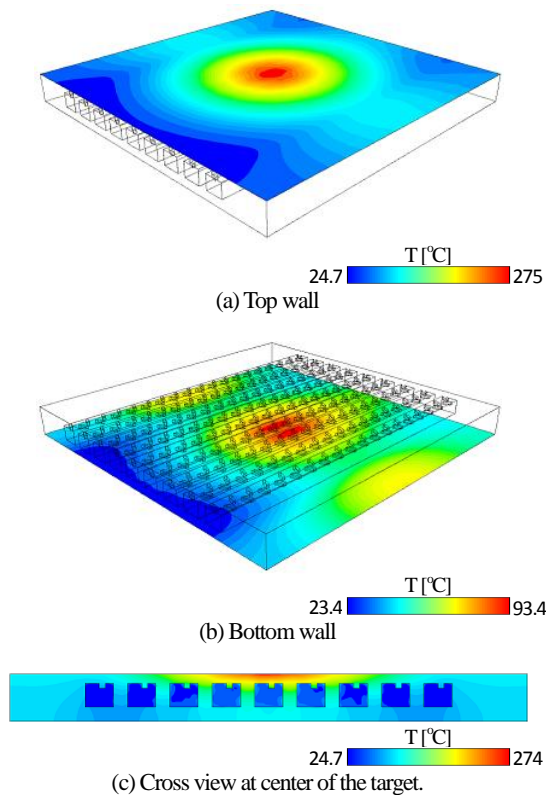 T [°C]
24.7 275
(a) Top wall
T [°C]
23.4 93.4
(b) Bottom wall
T [°C]
24.7 274
(c) Cross view at center of the target.